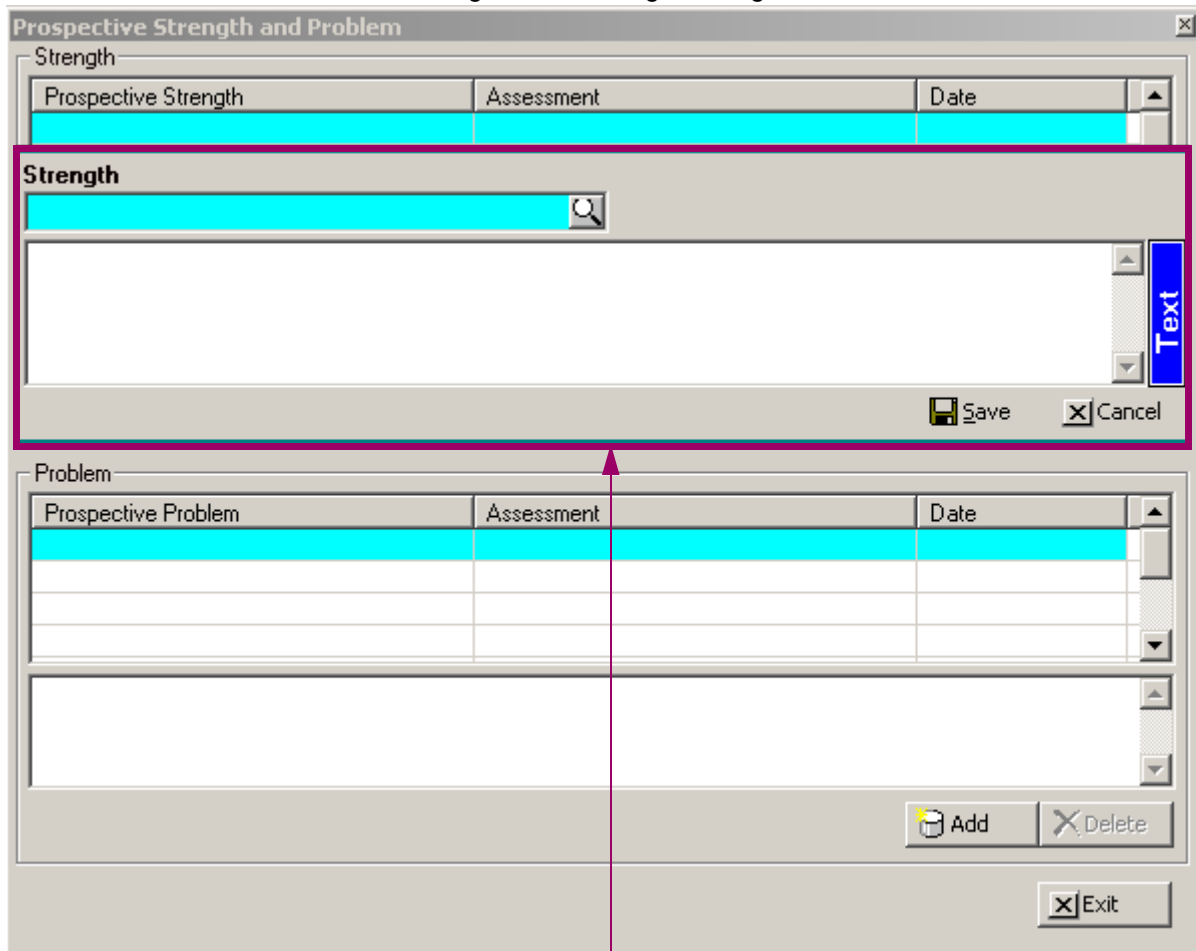 Prospective Strength and Problem
Strength
Prospective Strength Assessment Date
Strength
Text
Save Cancel
Problem
Prospective Problem Assessment Date
Add Delete
Exit